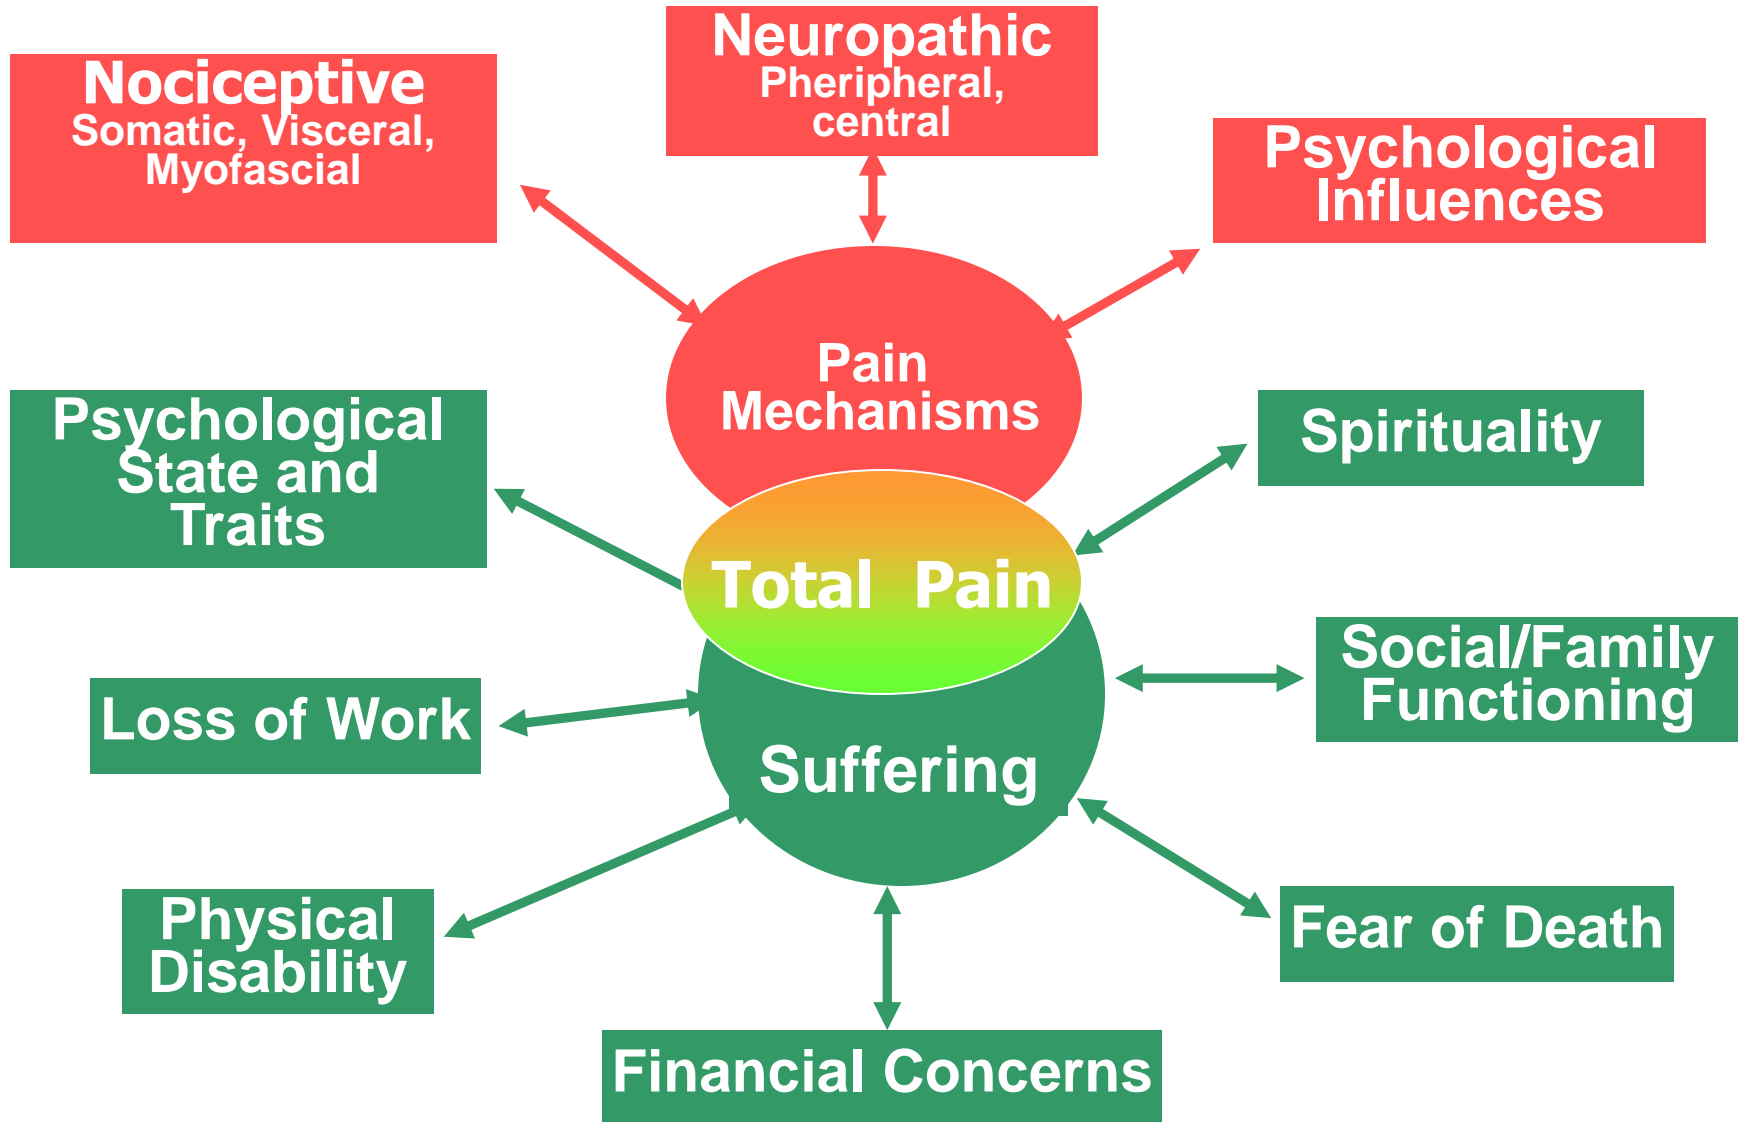 Neuropathic
Pheripheral,
central
Nociceptive
Somatic, Visceral,
Myofascial
Psychological
Influences
Pain
Mechanisms
Psychological
State and
Traits
Spirituality
Total Pain
Social/Family
Functioning
Loss of Work
Suffering
Physical
Disability
Fear of Death
Financial Concerns